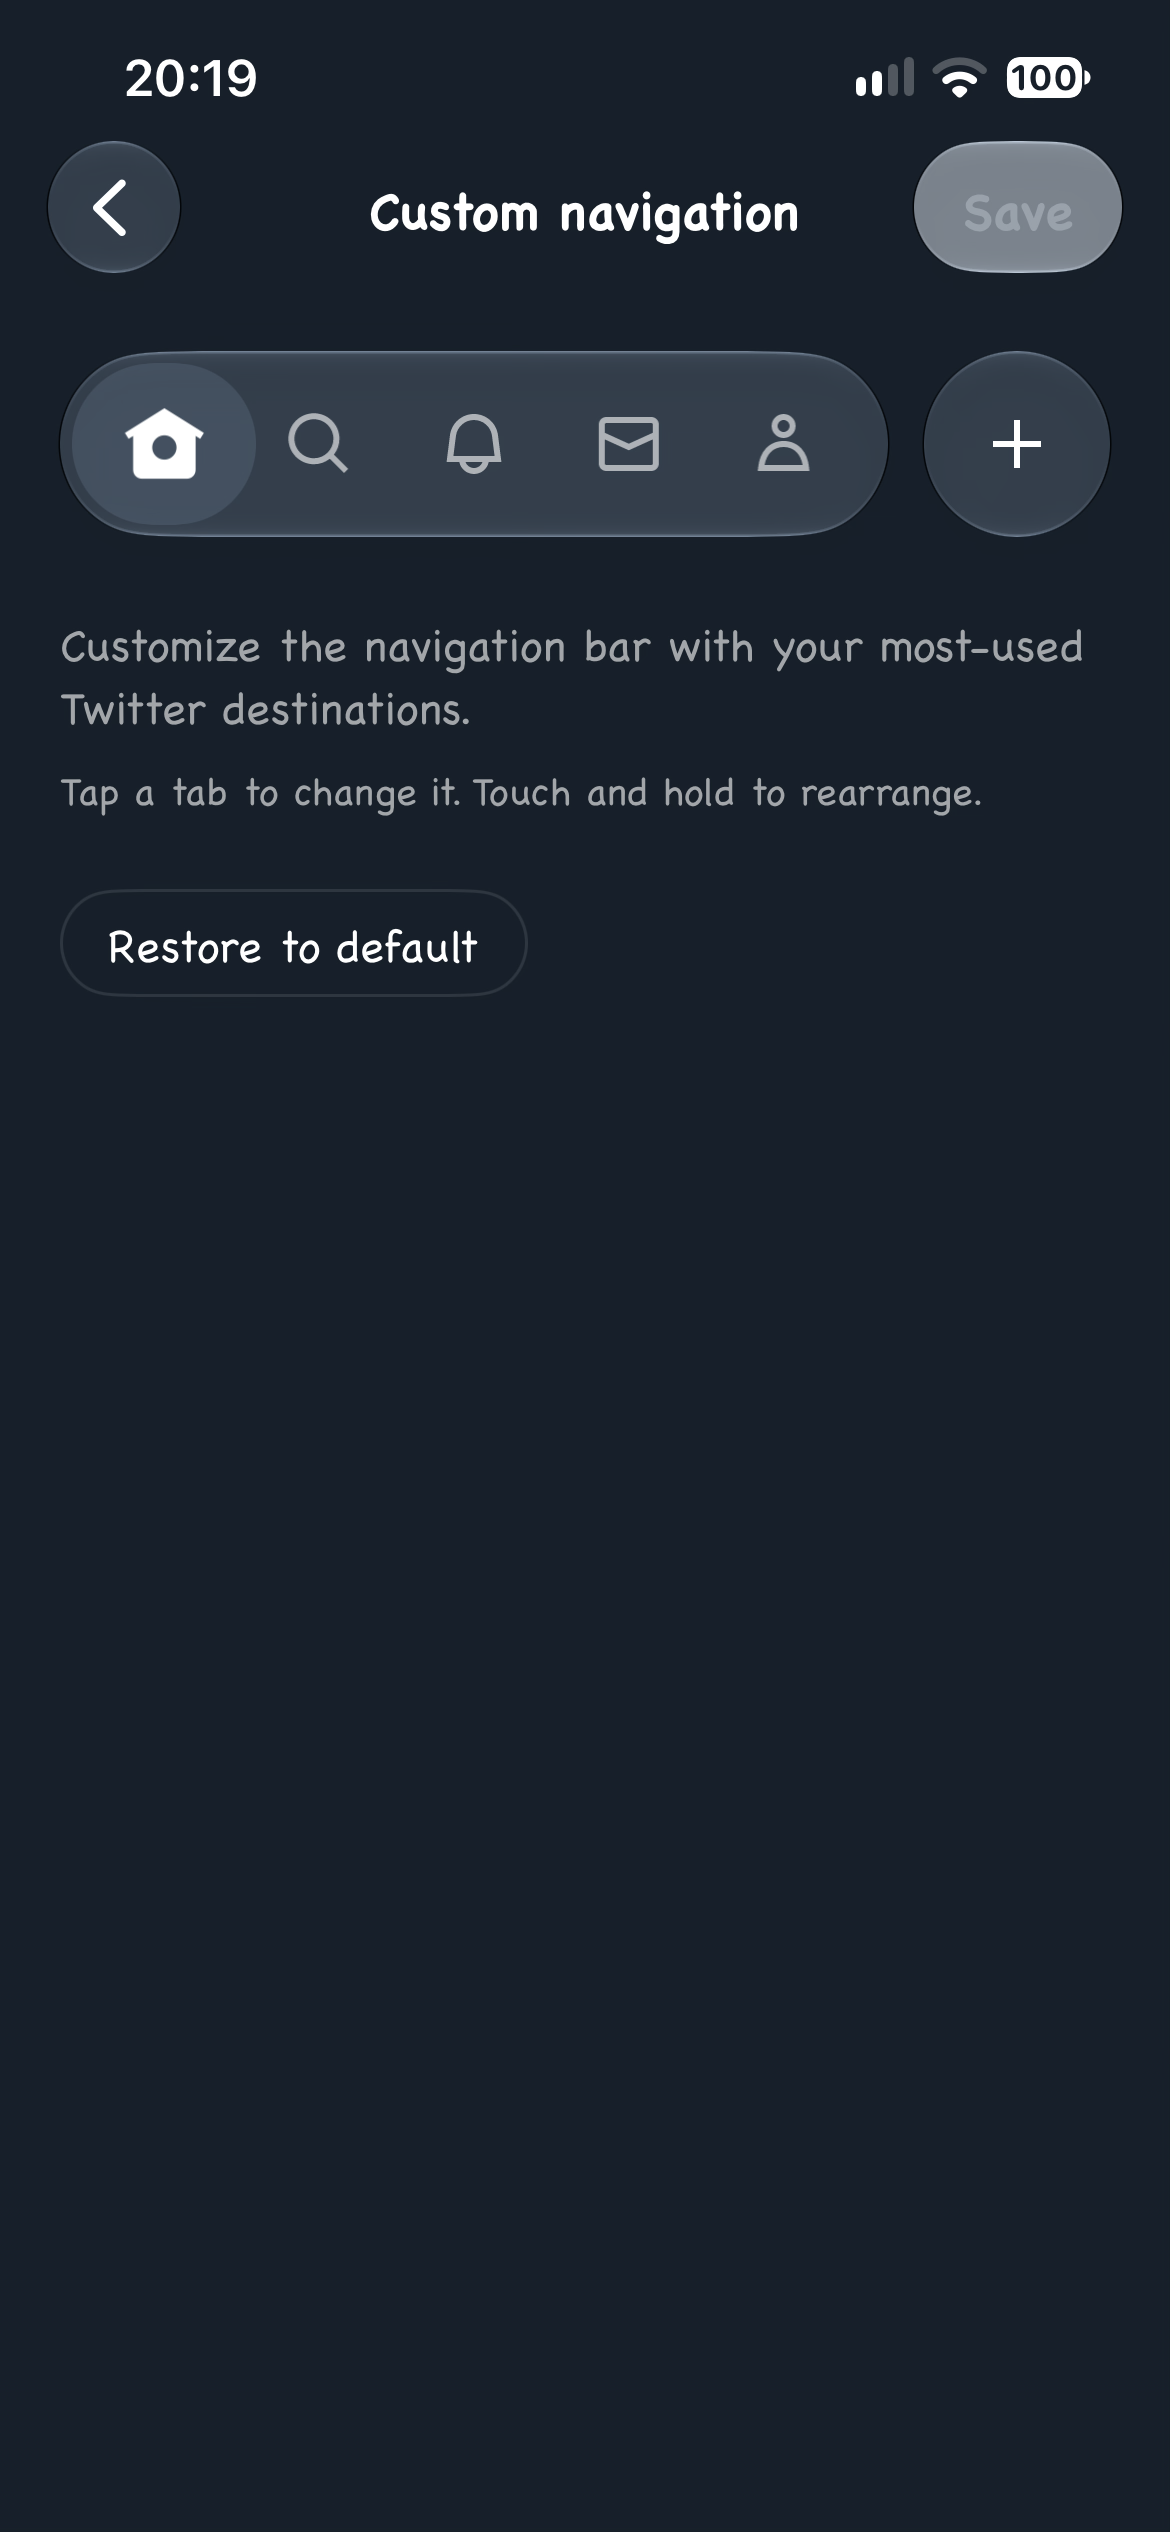 20:19
100
Custom navigation
Save
Customize the navigation bar with your most-used
Twitter destinations.
Tap a tab to change it. Touch and hold to rearrange.
Restore to default